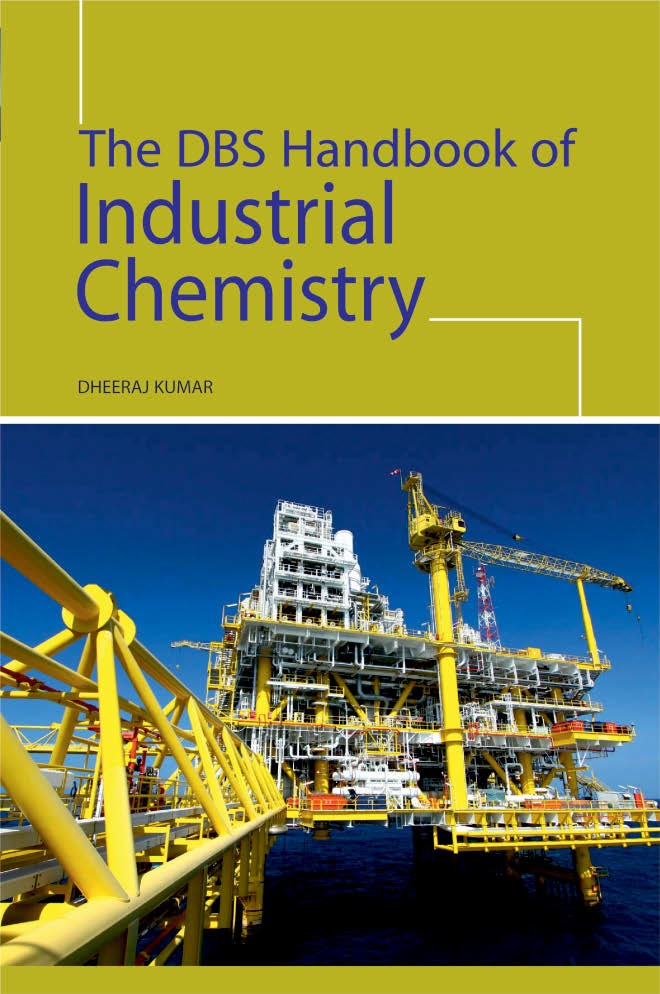 The DBS Handbook of
Industrial
Chemistry
DHEERAJ KUMAR